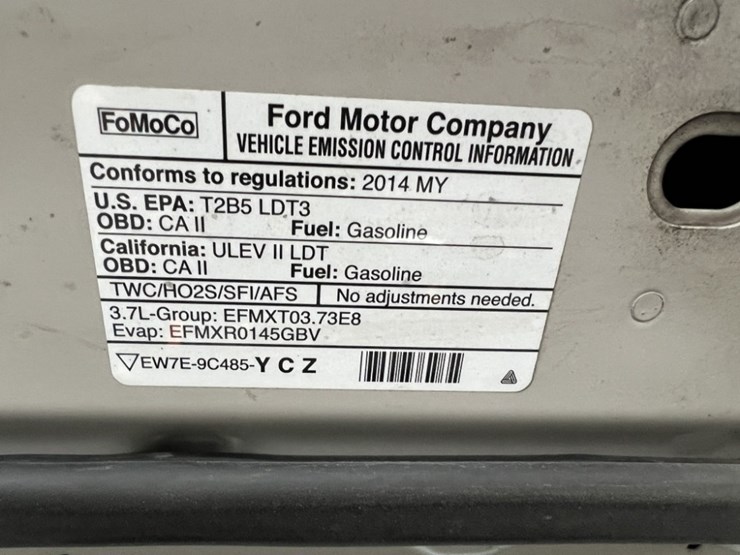 FoMoCo
Ford Motor Company
VEHICLE EMISSION CONTROL INFORMATION
Conforms to regulations: 2014 MY
U.S. EPA: T2B5 LDT3
OBD: CA II Fuel: Gasoline
California: ULEV II LDT
OBD: CA II Fuel: Gasoline
TWC/HO2S/SFI/AFS No adjustments needed.
3.7L-Group: EFMXT03.73E8
Evap: EFMXR0145GBV
EW7E-9C485-Y C Z